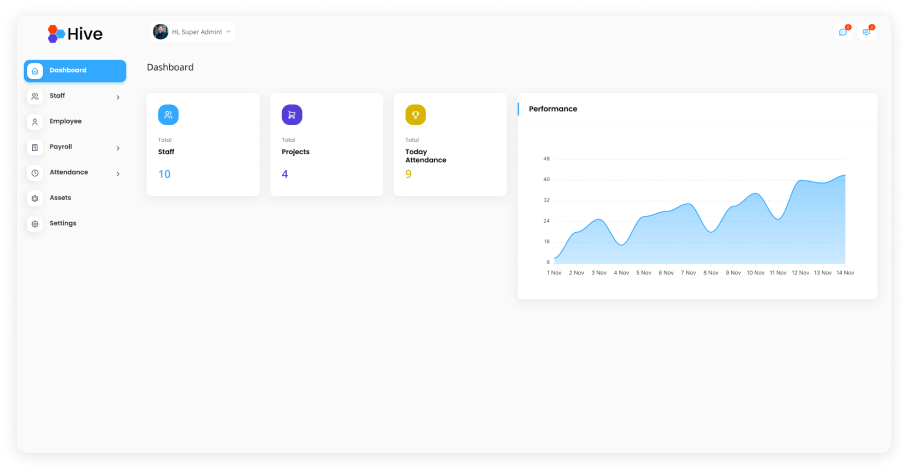 Hive
Hi, Super Admin!
Dashboard
Staff
Employee
Payroll
Attendance
Assets
Settings
Dashboard
Total
Staff
10
Total
Projects
4
Total
Today
Attendance
9
Performance
48
40
32
24
16
8
1 Nov 2 Nov 3 Nov 4 Nov 5 Nov 6 Nov 7 Nov 8 Nov 9 Nov 10 Nov 11 Nov 12 Nov 13 Nov 14 Nov